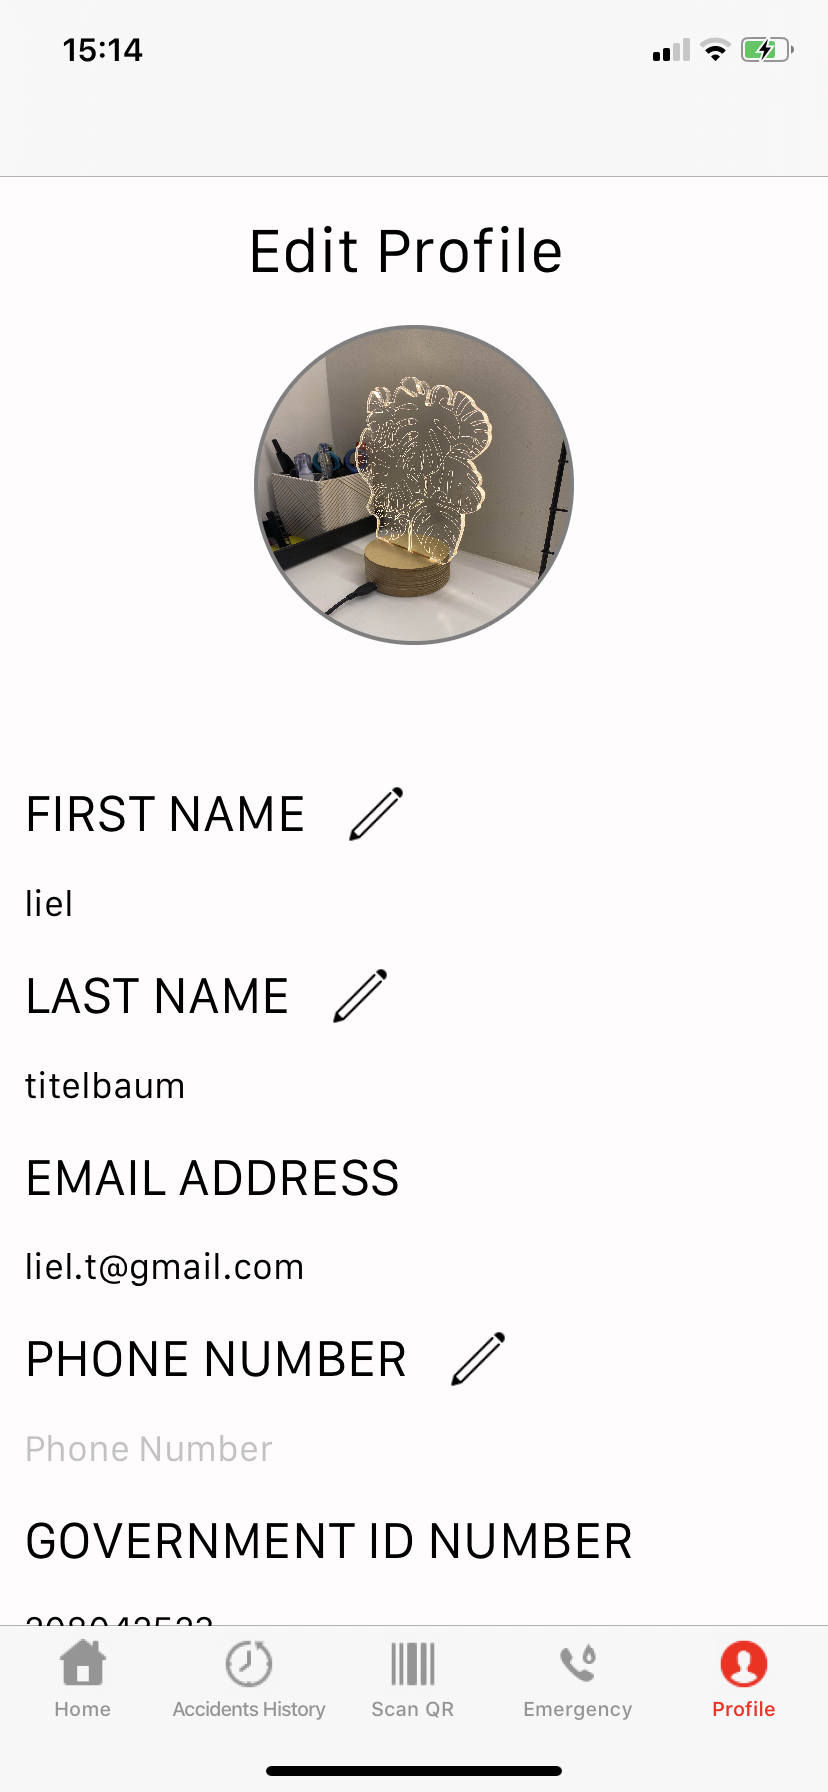 15:14
Edit Profile
FIRST NAME
liel
LAST NAME
titelbaum
EMAIL ADDRESS
liel.t@gmail.com
PHONE NUMBER
Phone Number
GOVERNMENT ID NUMBER
Home
Accidents History
Scan QR
Emergency
Profile